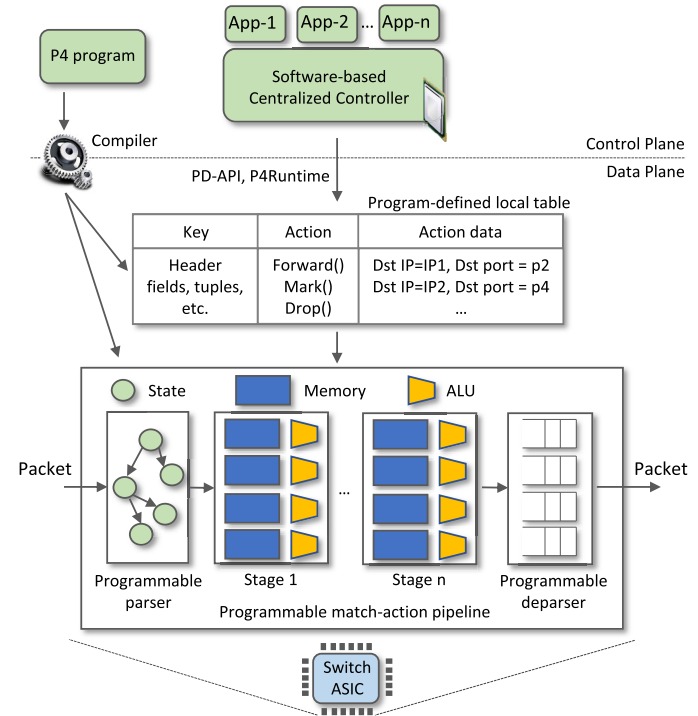 App-1 App-2 … App-n
P4 program
Software-based
Centralized Controller
Compiler
Control Plane
Data Plane
PD-API, P4Runtime
Program-defined local table
Key Action Action data
Header Forward() Dst IP=IP1, Dst port = p2
fields, tuples, Mark() Dst IP=IP2, Dst port = p4
etc. Drop() …
State Memory ALU
Packet … Packet
Programmable Stage 1 Stage n Programmable
parser deparser
Programmable match-action pipeline
Switch
ASIC